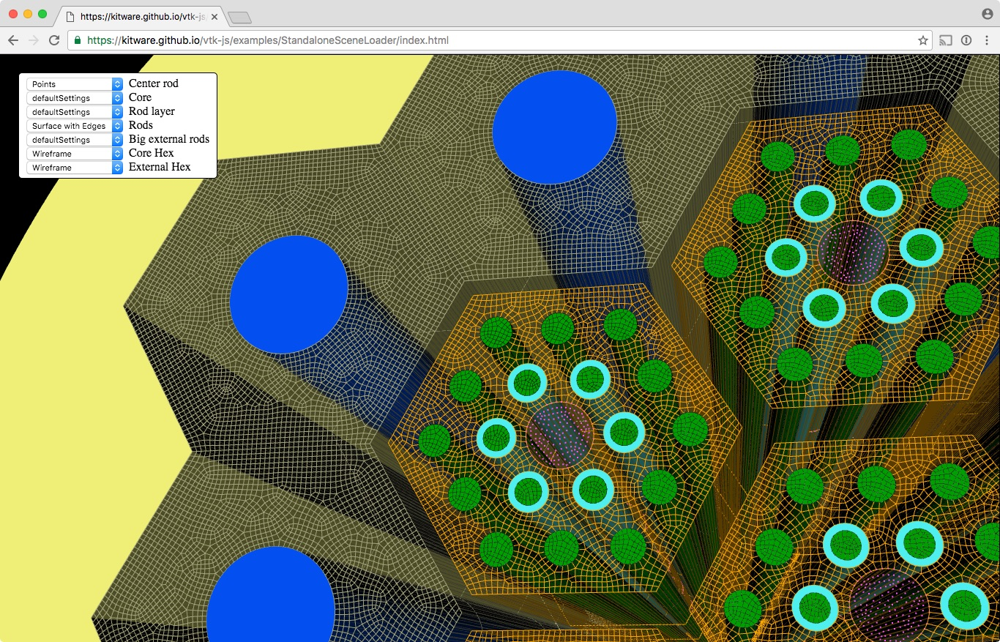 https://kitware.github.io/vtk-js
https://kitware.github.io/vtk-js/examples/StandaloneSceneLoader/index.html
Points Center rod
defaultSettings Core
defaultSettings Rod layer
Surface with Edges Rods
defaultSettings Big external rods
Wireframe Core Hex
Wireframe External Hex